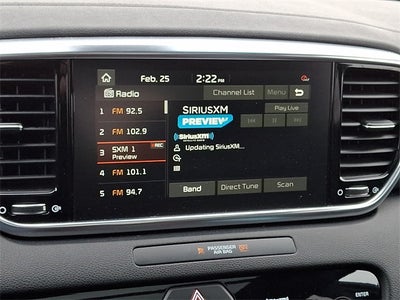 Feb. 25
2:22 PM
Radio
Channel List
Menu
1 FM 92.5
2 FM 102.9
3 SXM 1 Preview
REC
4 FM 101.1
5 FM 94.7
SIRIUSXM
PREVIEW
Play Live
SiriusXM
Updating SiriusXM...
Band
Direct Tune
Scan
PASSENGER
AIR BAG
ENTER